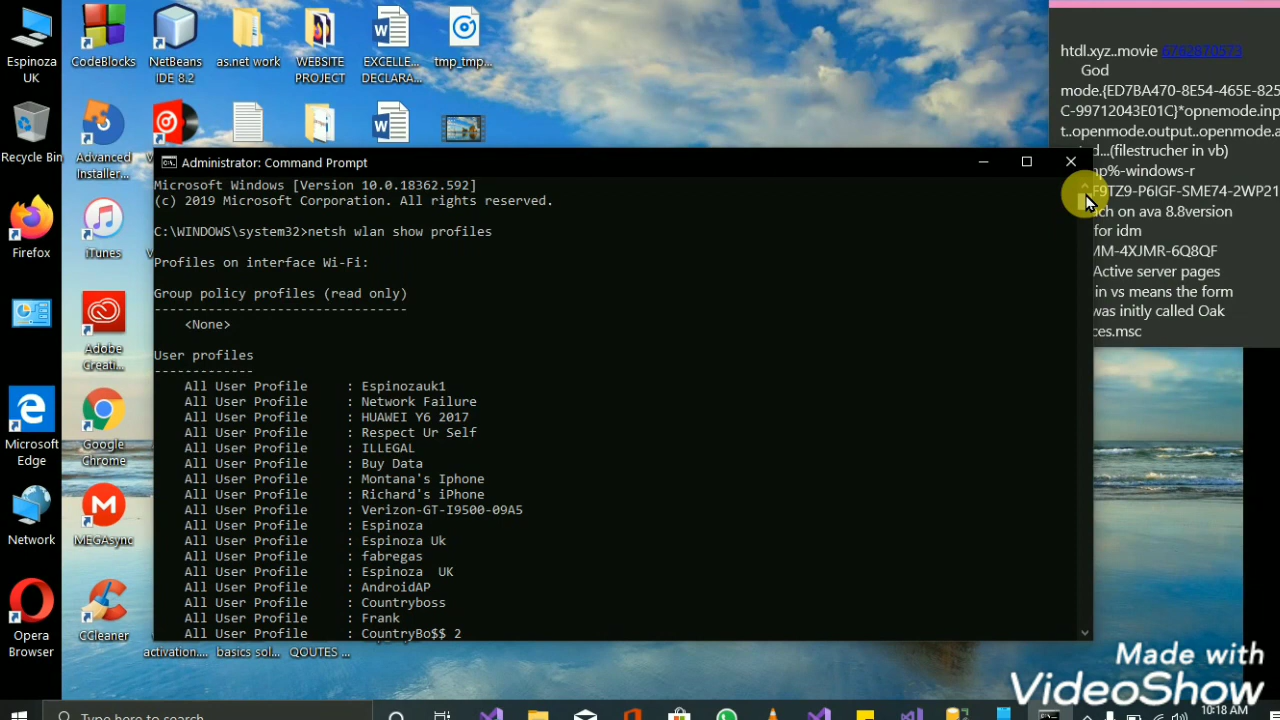 Espinoza
UK
CodeBlocks
NetBeans
IDE 8.2
as.net work
WEBSITE
PROJECT
EXCELLE...
DECLARA...
tmp_tmp...
htdl.xyz..movie 6782870573
God
mode.{ED7BA470-8E54-465E-825
C-99712043E01C}*opnemode.inp
t..openmode.output..openmode.a
...(filestrucher in vb)
%-windows-r
F9TZ9-P6IGF-SME74-2WP21
on ava 8.8version
for idm
MM-4XJMR-6Q8QF
Active server pages
in vs means the form
was initly called Oak
ces.msc
Recycle Bin
Advanced
Installer...
Firefox
iTunes
Adobe
Creati...
Microsoft
Edge
Google
Chrome
Network
MEGAsync
Opera
Browser
CCleaner
activation....
basics sol...
QOUTES ...
Administrator: Command Prompt
Microsoft Windows [Version 10.0.18362.592]
(c) 2019 Microsoft Corporation. All rights reserved.
C:\WINDOWS\system32>netsh wlan show profiles
Profiles on interface Wi-Fi:
Group policy profiles (read only)
---------------------------------
<None>
User profiles
-------------
All User Profile : Espinozauk1
All User Profile : Network Failure
All User Profile : HUAWEI Y6 2017
All User Profile : Respect Ur Self
All User Profile : ILLEGAL
All User Profile : Buy Data
All User Profile : Montana's Iphone
All User Profile : Richard's iPhone
All User Profile : Verizon-GT-I9500-09A5
All User Profile : Espinoza
All User Profile : Espinoza Uk
All User Profile : fabregas
All User Profile : Espinoza  UK
All User Profile : AndroidAP
All User Profile : Countryboss
All User Profile : Frank
All User Profile : CountryBo$$ 2
Made with
VideoShow
Type here to search
10:18 AM